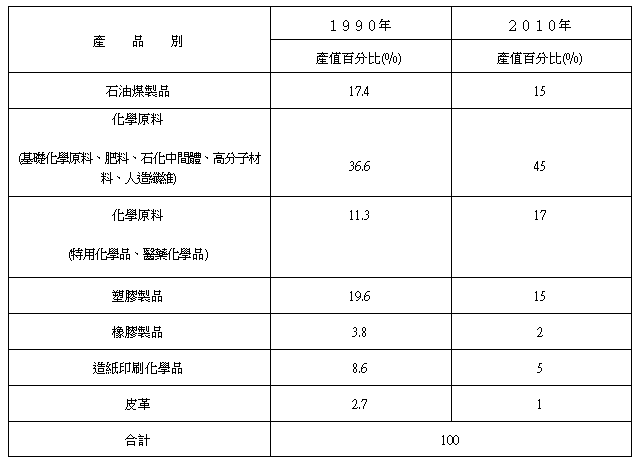 產 品 別
1990年
2010年
產值百分比(%)
產值百分比(%)
石油煤製品
17.4
15
化學原料
(基礎化學原料、肥料、石化中間體、高分子材
料、人造纖維)
36.6
45
化學原料
(特用化學品、醫藥化學品)
11.3
17
塑膠製品
19.6
15
橡膠製品
3.8
2
造紙印刷化學品
8.6
5
皮革
2.7
1
合計
100